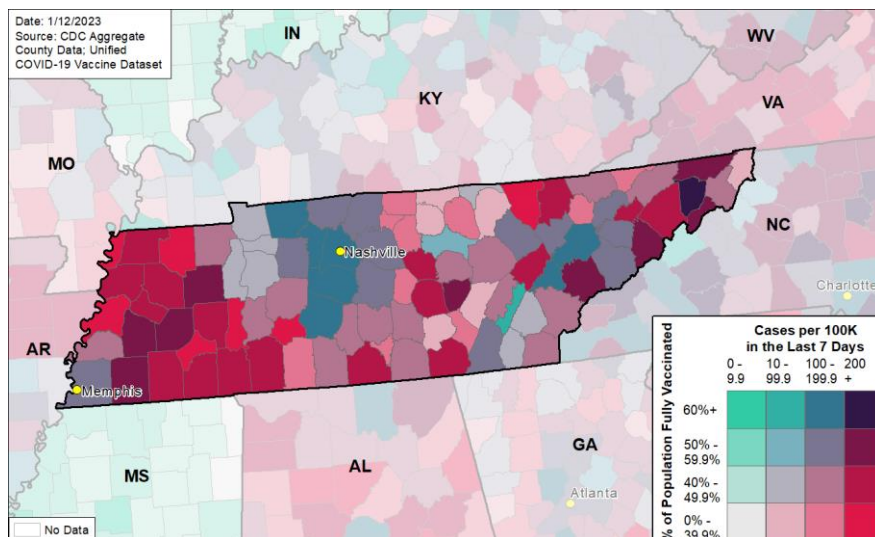 Date: 1/12/2023
Source: CDC Aggregate
County Data; Unified
COVID-19 Vaccine Dataset
IN
WV
KY
VA
MO
NC
Nashville
Charlotte
AR
Memphis
MS
AL
GA
Atlanta
No Data
Cases per 100K
in the Last 7 Days
0 - 10 - 100 - 200
9.9 99.9 199.9 +
% of Population Fully Vaccinated
60%+
50% -
59.9%
40% -
49.9%
0% -
39.9%